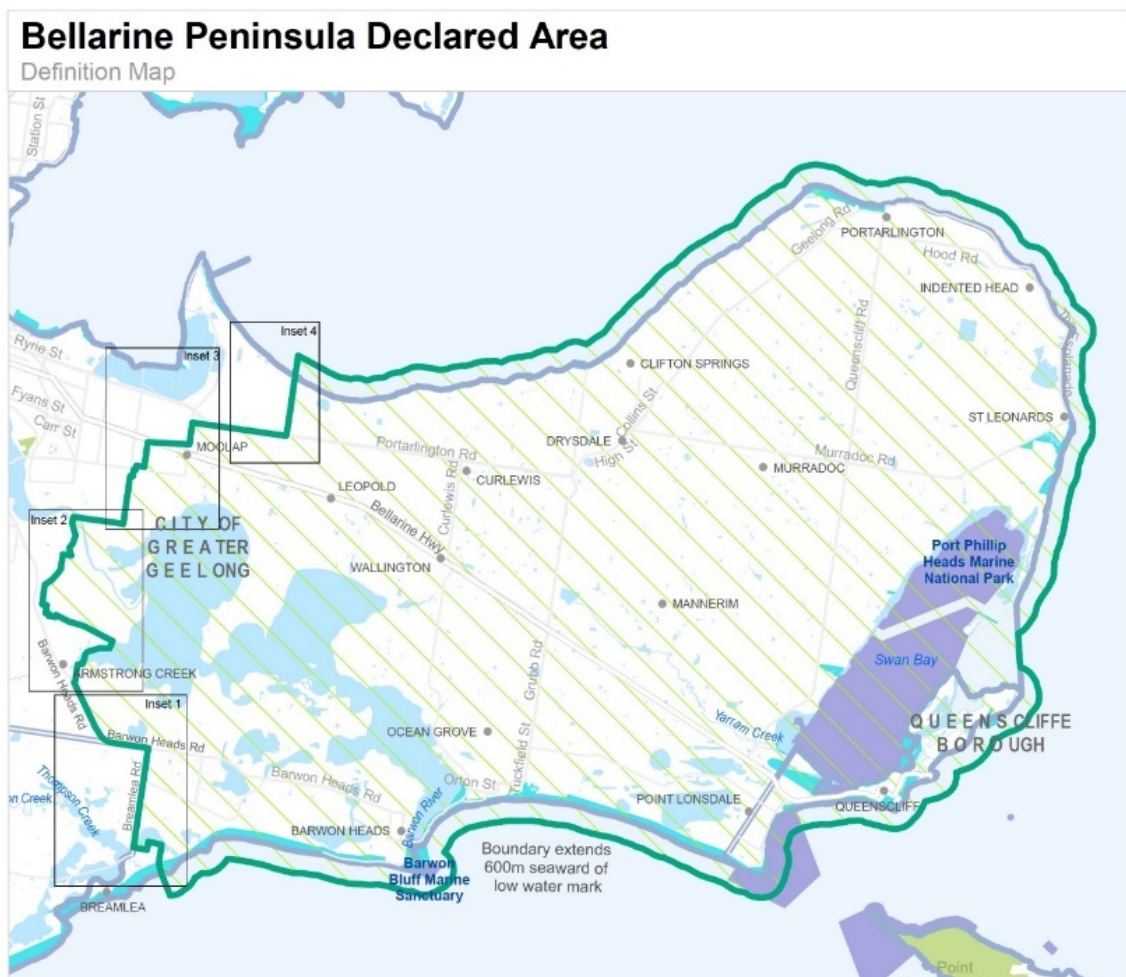 Bellarine Peninsula Declared Area
Definition Map
Station St
Geelong Rd
PORTARLINGTON
Hood Rd
INDENTED HEAD
The Esplanade
Inset 4
Inset 3
Ryrie St
Queenscliff Rd
CLIFTON SPRINGS
Fyans St
Carr St
Collins St
ST LEONARDS
MOOLAP
Portarlington Rd
DRYSDALE
High St
Murradoc Rd
MURRADOC
CURLEWIS
Curlewis Rd
LEOPOLD
Bellarine Hwy
Inset 2
CITY OF
GREATER
GEELONG
WALLINGTON
Port Phillip
Heads Marine
National Park
MANNERIM
Swan Bay
Barwon Heads Rd
ARMSTRONG CREEK
Grubb Rd
Inset 1
Barwon Heads Rd
OCEAN GROVE
Yarram Creek
QUEENSCLIFFE
BOROUGH
Thompson Creek
on Creek
Breamlea Rd
Barwon Heads Rd
Orton St
Tuckfield St
POINT LONSDALE
QUEENSCLIFF
Barwon River
BARWON HEADS
Boundary extends
600m seaward of
low water mark
Barwon
Bluff Marine
Sanctuary
BREAMLEA
Point